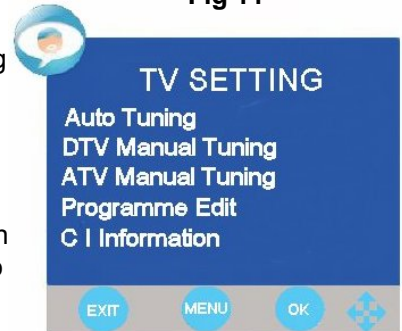 TV SETTING
Auto Tuning
DTV Manual Tuning
ATV Manual Tuning
Programme Edit
C I Information
EXIT MENU OK